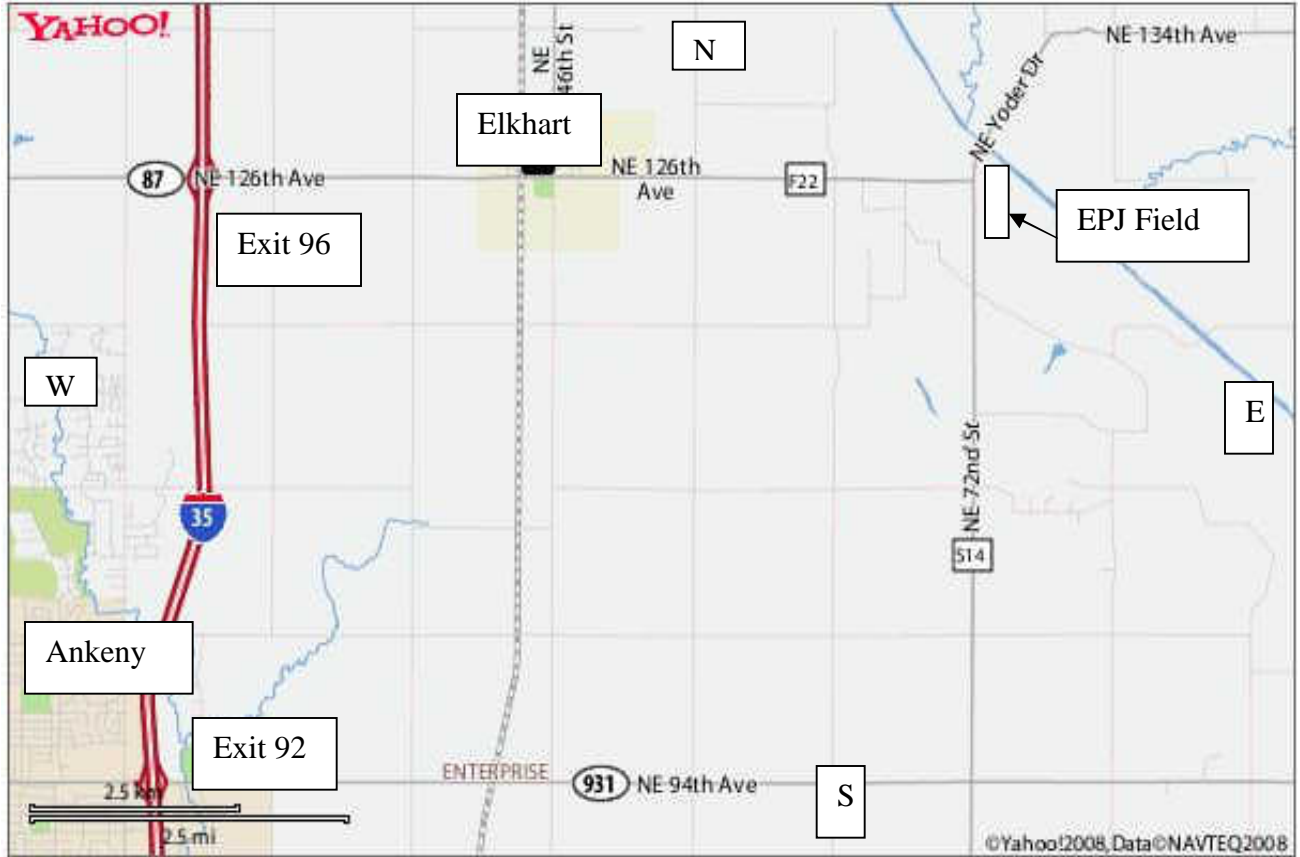 YAHOO!
N
NE
46th St
NE 134th Ave
NE Yoder Dr
Elkhart
87
NE 126th Ave
NE 126th
Ave
F22
EPJ Field
Exit 96
W
E
35
NE 72nd St
S14
Ankeny
Exit 92
ENTERPRISE
931
NE 94th Ave
S
2.5 km
2.5 mi
©Yahoo!2008, Data©NAVTEQ2008